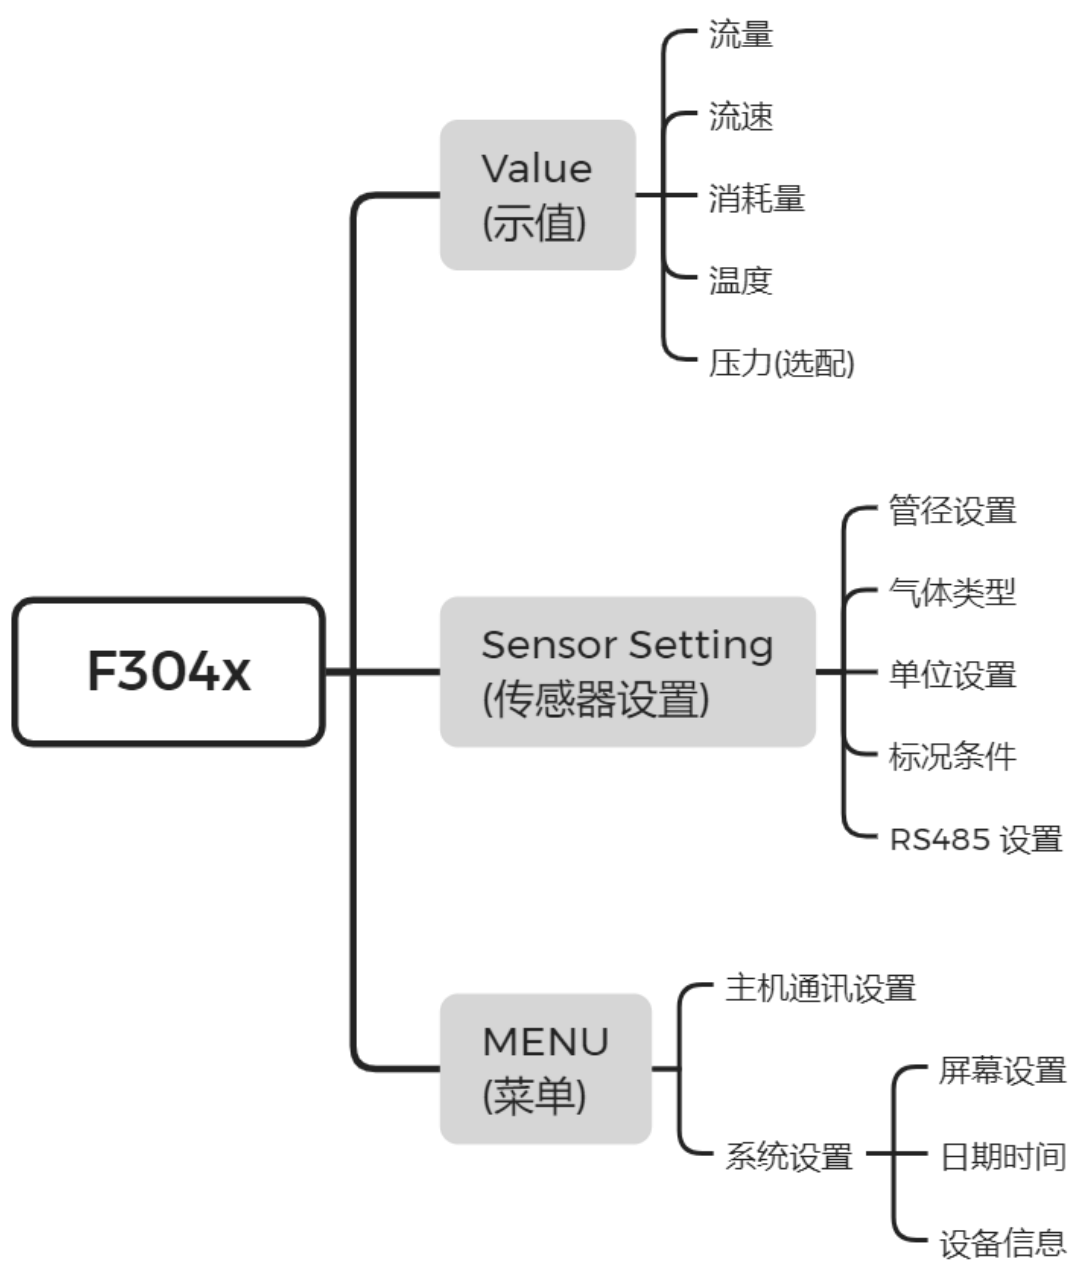 F304x
Value
(示值)
流量
流速
消耗量
温度
压力(选配)
Sensor Setting
(传感器设置)
管径设置
气体类型
单位设置
标况条件
RS485 设置
MENU
(菜单)
主机通讯设置
系统设置
屏幕设置
日期时间
设备信息